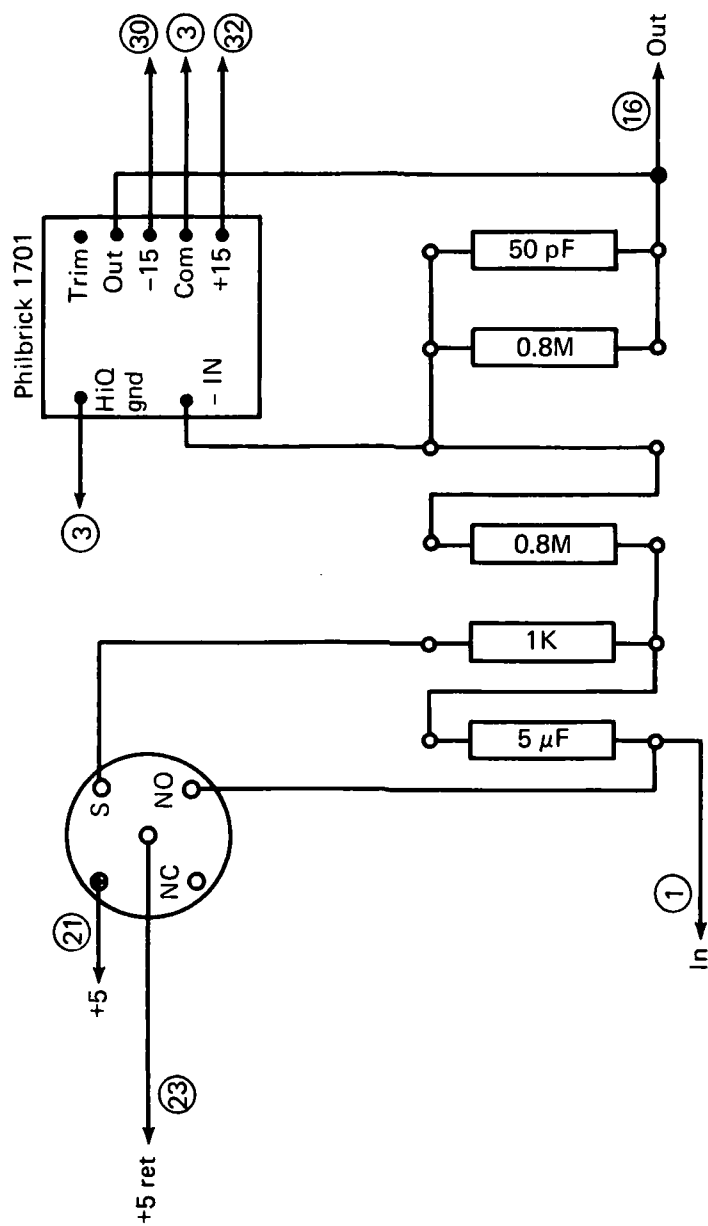 Philbrick 1701
HiQ
gnd
– IN
Trim
Out
–15
Com
+15
3
30
3
32
16
Out
50 pF
0.8M
0.8M
1K
5 µF
S
NO
NC
21
+5
23
+5 ret
1
In